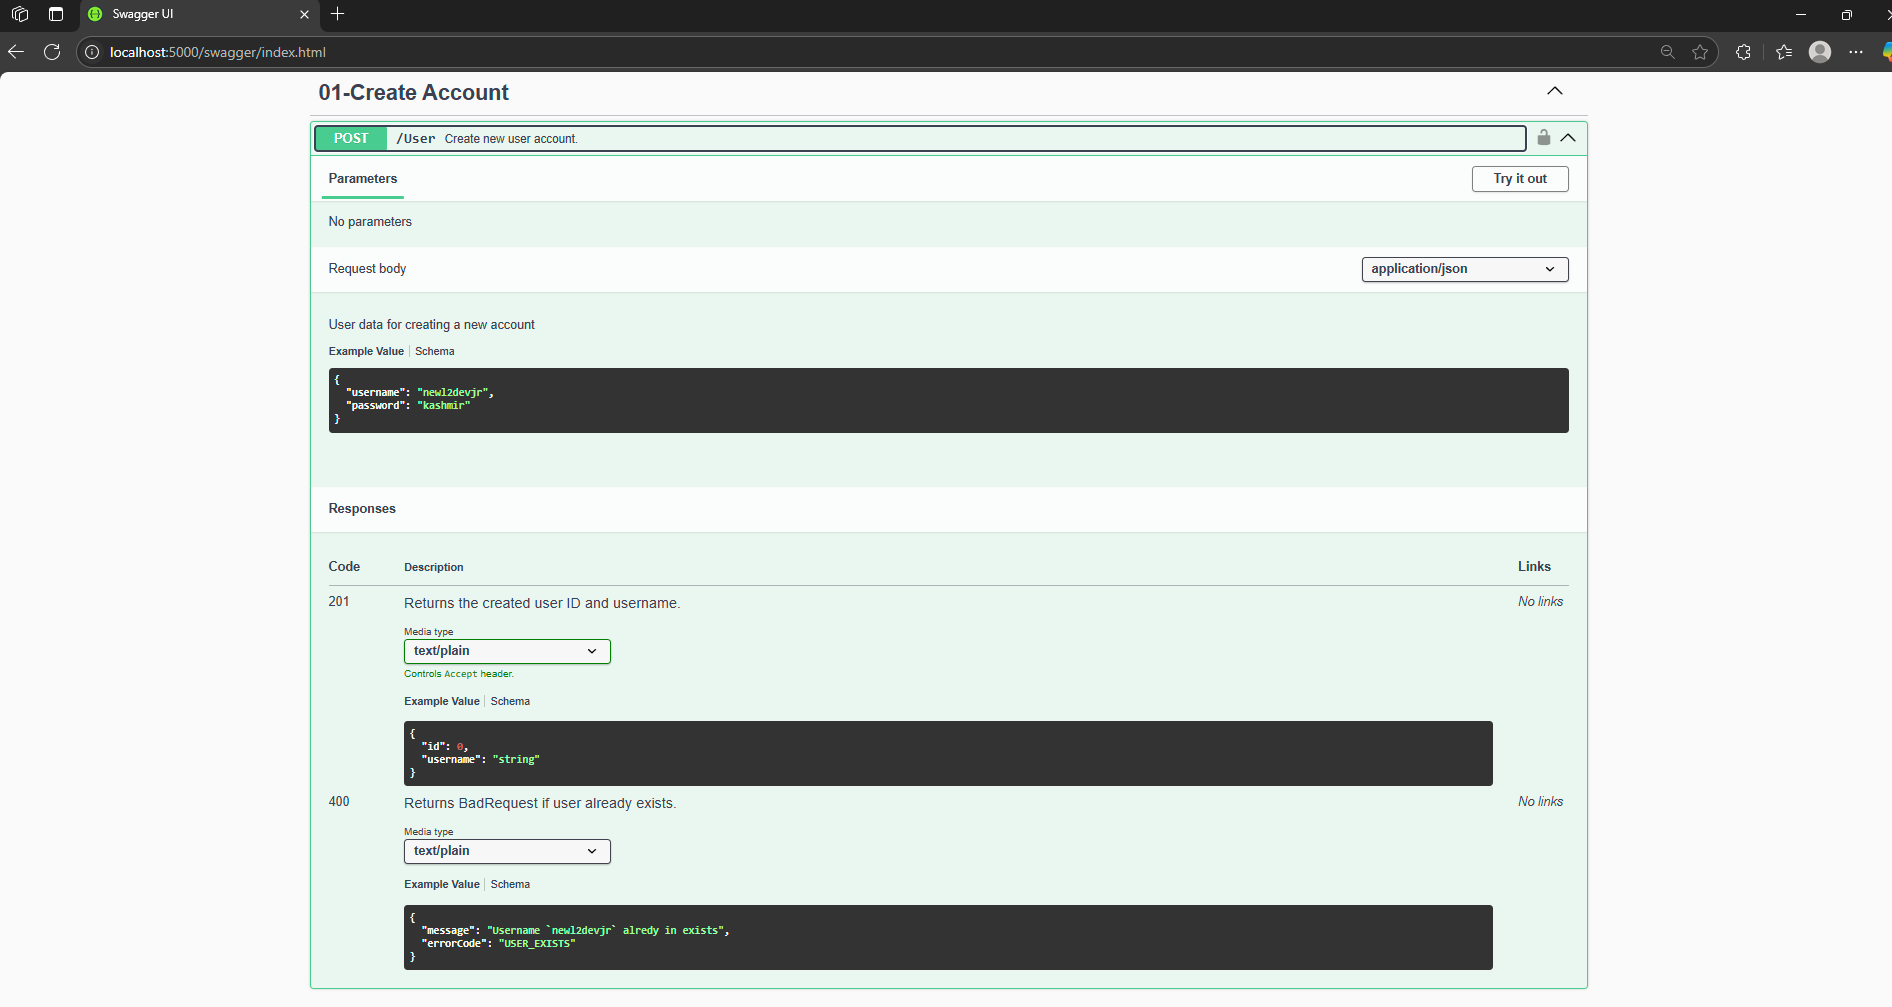 Swagger UI
localhost:5000/swagger/index.html
01-Create Account
POST /User Create new user account.
Parameters
Try it out
No parameters
Request body
application/json
User data for creating a new account
Example Value Schema
{
"username": "newl2devjr",
"password": "kashmir"
}
Responses
Code Description Links
201 Returns the created user ID and username. No links
Media type
text/plain
Controls Accept header.
Example Value Schema
{
"id": 0,
"username": "string"
}
400 Returns BadRequest if user already exists. No links
Media type
text/plain
Example Value Schema
{
"message": "Username `newl2devjr` alredy in exists",
"errorCode": "USER_EXISTS"
}